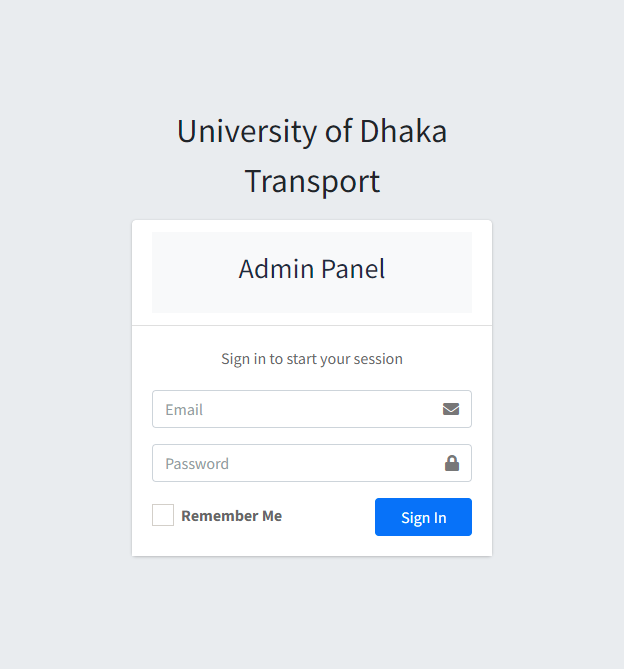 University of Dhaka
Transport
Admin Panel
Sign in to start your session
Email
Password
Remember Me
Sign In